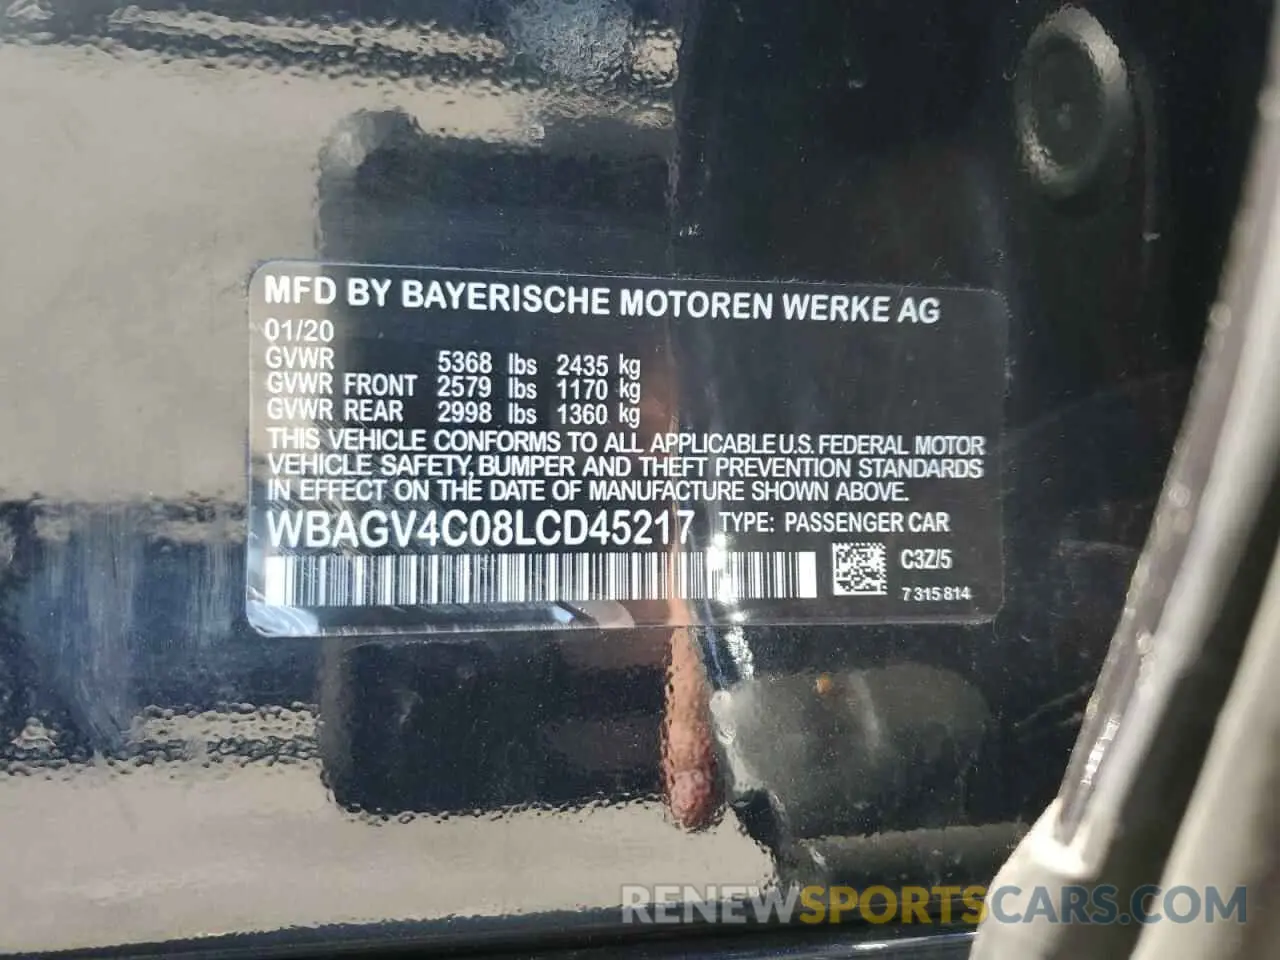 MFD BY BAYERISCHE MOTOREN WERKE AG
01/20
GVWR 5368 lbs 2435 kg
GVWR FRONT 2579 lbs 1170 kg
GVWR REAR 2998 lbs 1360 kg
THIS VEHICLE CONFORMS TO ALL APPLICABLE U.S. FEDERAL MOTOR
VEHICLE SAFETY, BUMPER AND THEFT PREVENTION STANDARDS
IN EFFECT ON THE DATE OF MANUFACTURE SHOWN ABOVE.
WBAGV4C08LCD45217 TYPE: PASSENGER CAR
C3Z/5
7 315 814
RENEWSPORTSCARS.COM